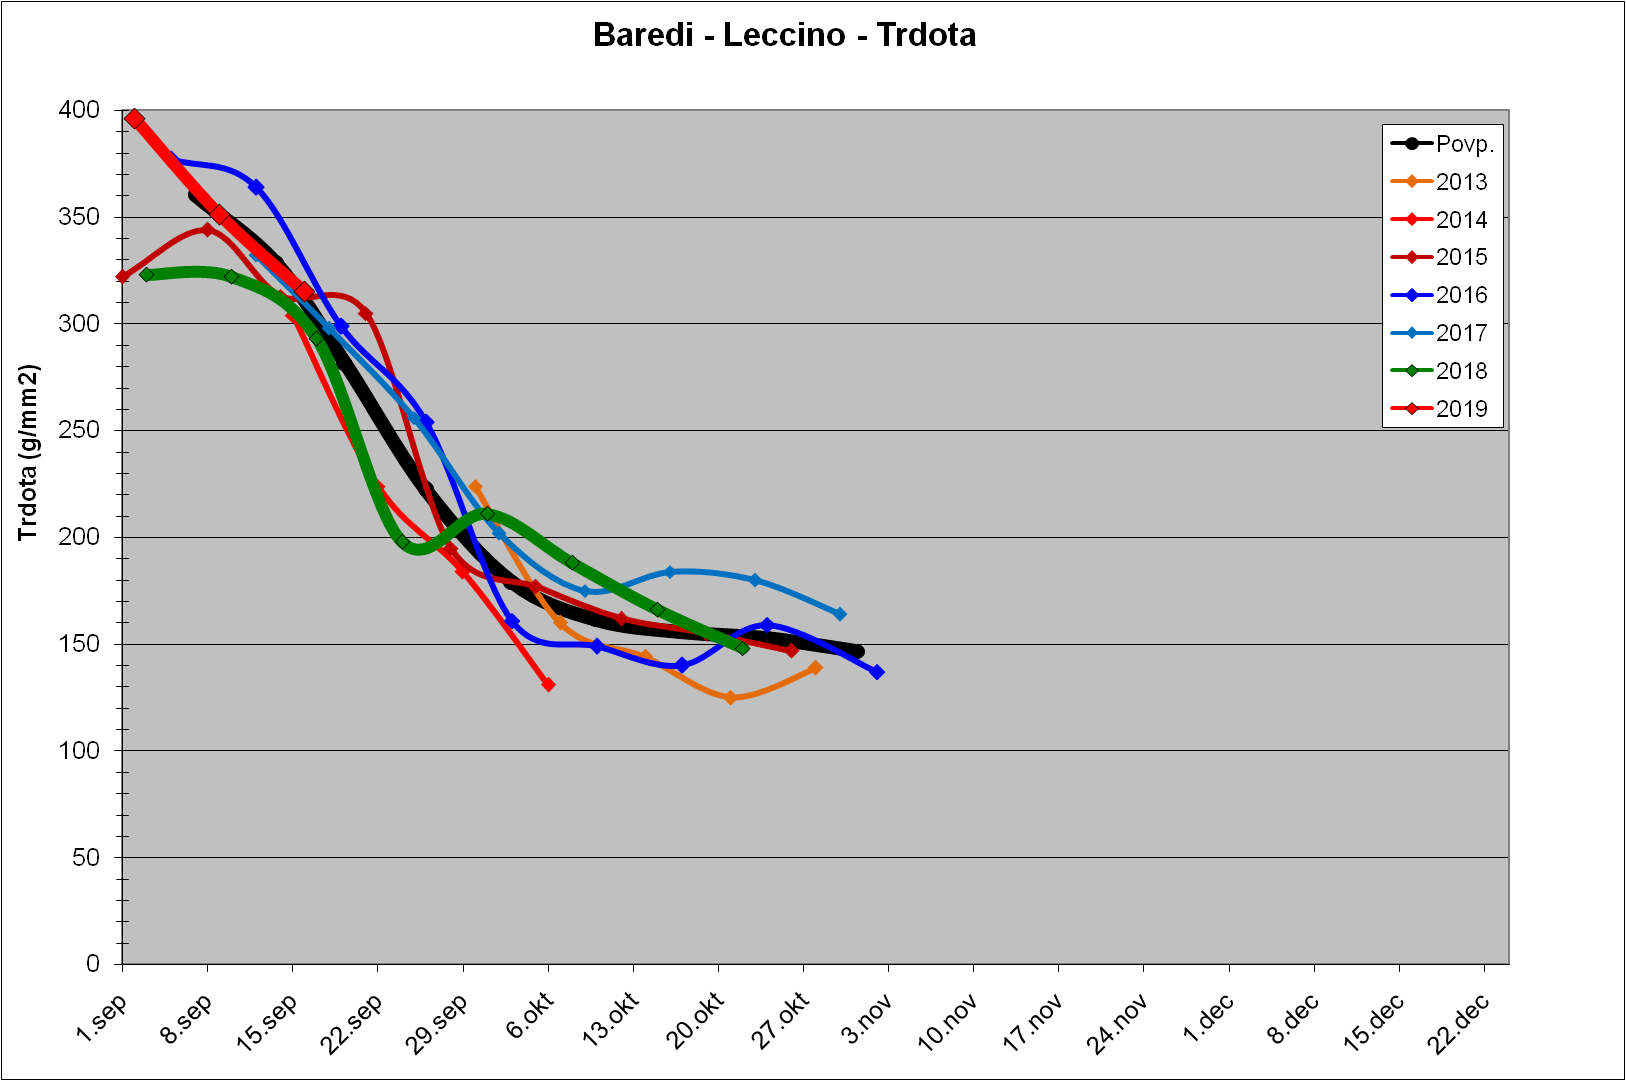 Baredi - Leccino - Trdota
Trdota (g/mm2)
400
350
300
250
200
150
100
50
0
1.sep
8.sep
15.sep
22.sep
29.sep
6.okt
13.okt
20.okt
27.okt
3.nov
10.nov
17.nov
24.nov
1.dec
8.dec
15.dec
22.dec
Povp.
2013
2014
2015
2016
2017
2018
2019